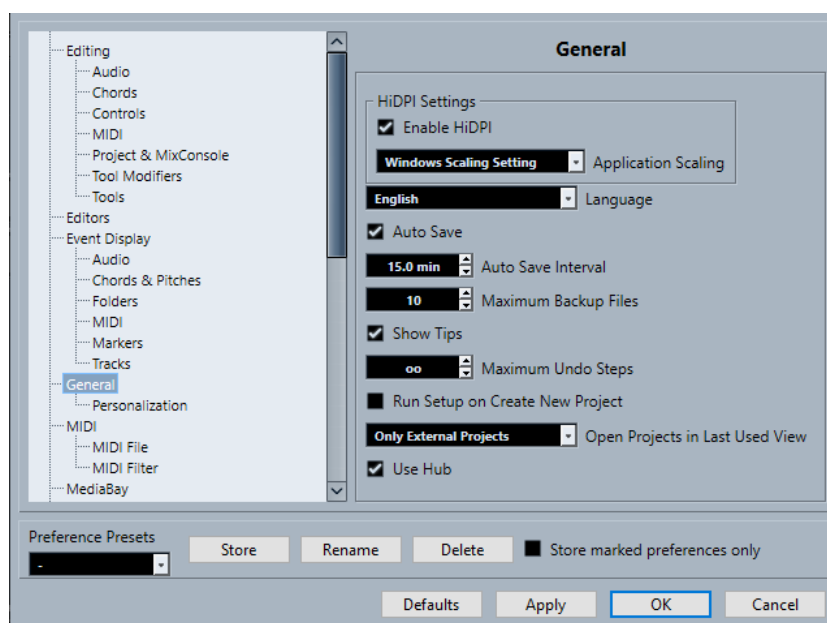 Editing
Audio
Chords
Controls
MIDI
Project & MixConsole
Tool Modifiers
Tools
Editors
Event Display
Audio
Chords & Pitches
Folders
MIDI
Markers
Tracks
General
Personalization
MIDI
MIDI File
MIDI Filter
MediaBay
General
HiDPI Settings
Enable HiDPI
Windows Scaling Setting Application Scaling
English Language
Auto Save
15.0 min Auto Save Interval
10 Maximum Backup Files
Show Tips
oo Maximum Undo Steps
Run Setup on Create New Project
Only External Projects Open Projects in Last Used View
Use Hub
Preference Presets
-
Store Rename Delete Store marked preferences only
Defaults Apply OK Cancel